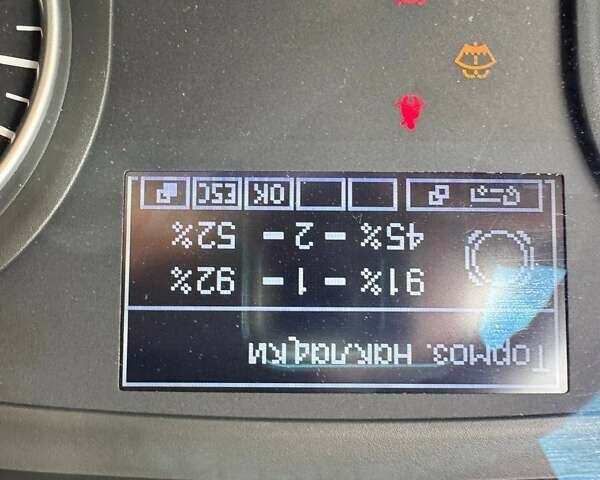 Тормоз. накладки
91% - 1 - 92%
45% - 2 - 52%
OK ESC